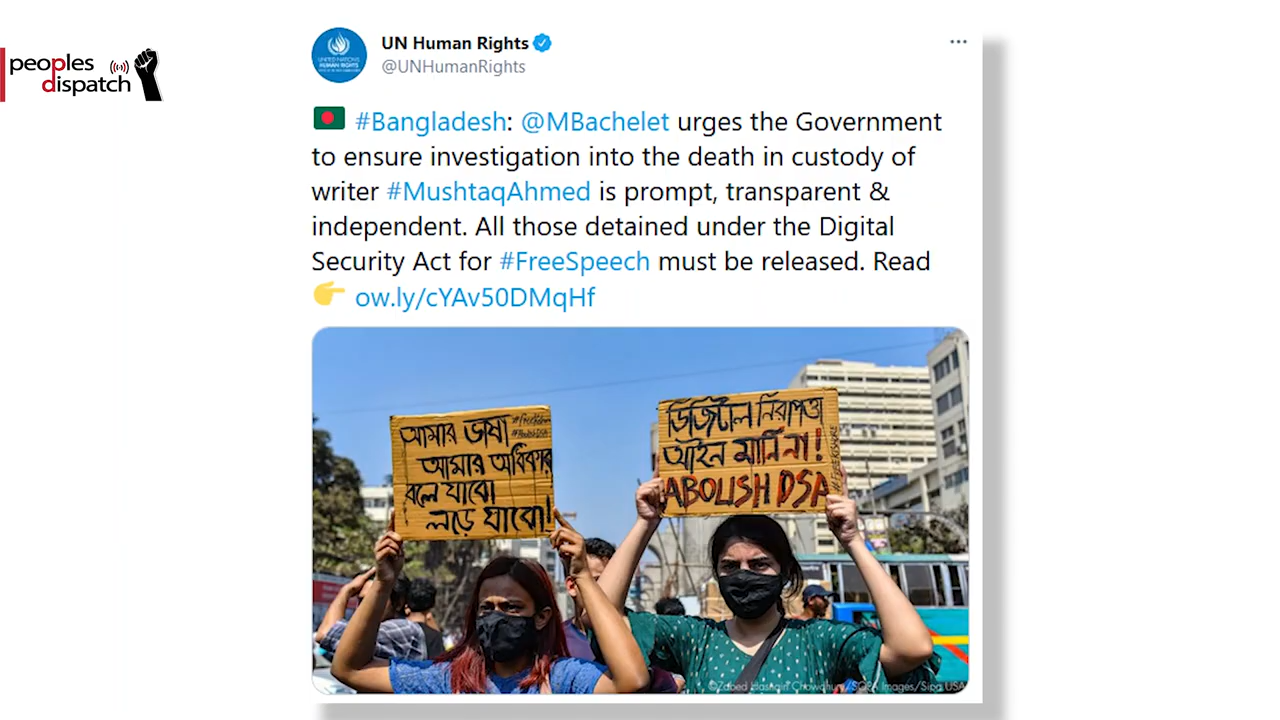 peoples
dispatch
UN Human Rights
@UNHumanRights
#Bangladesh: @MBachelet urges the Government
to ensure investigation into the death in custody of
writer #MushtaqAhmed is prompt, transparent &
independent. All those detained under the Digital
Security Act for #FreeSpeech must be released. Read
ow.ly/cYAv50DMqHf
আমার ভাষা
আমার অধিকার
বলে যাবো
লড়ে যাবো!
ডিজিটাল নিরাপত্তা
আইন মানি না!
ABOLISH DSA